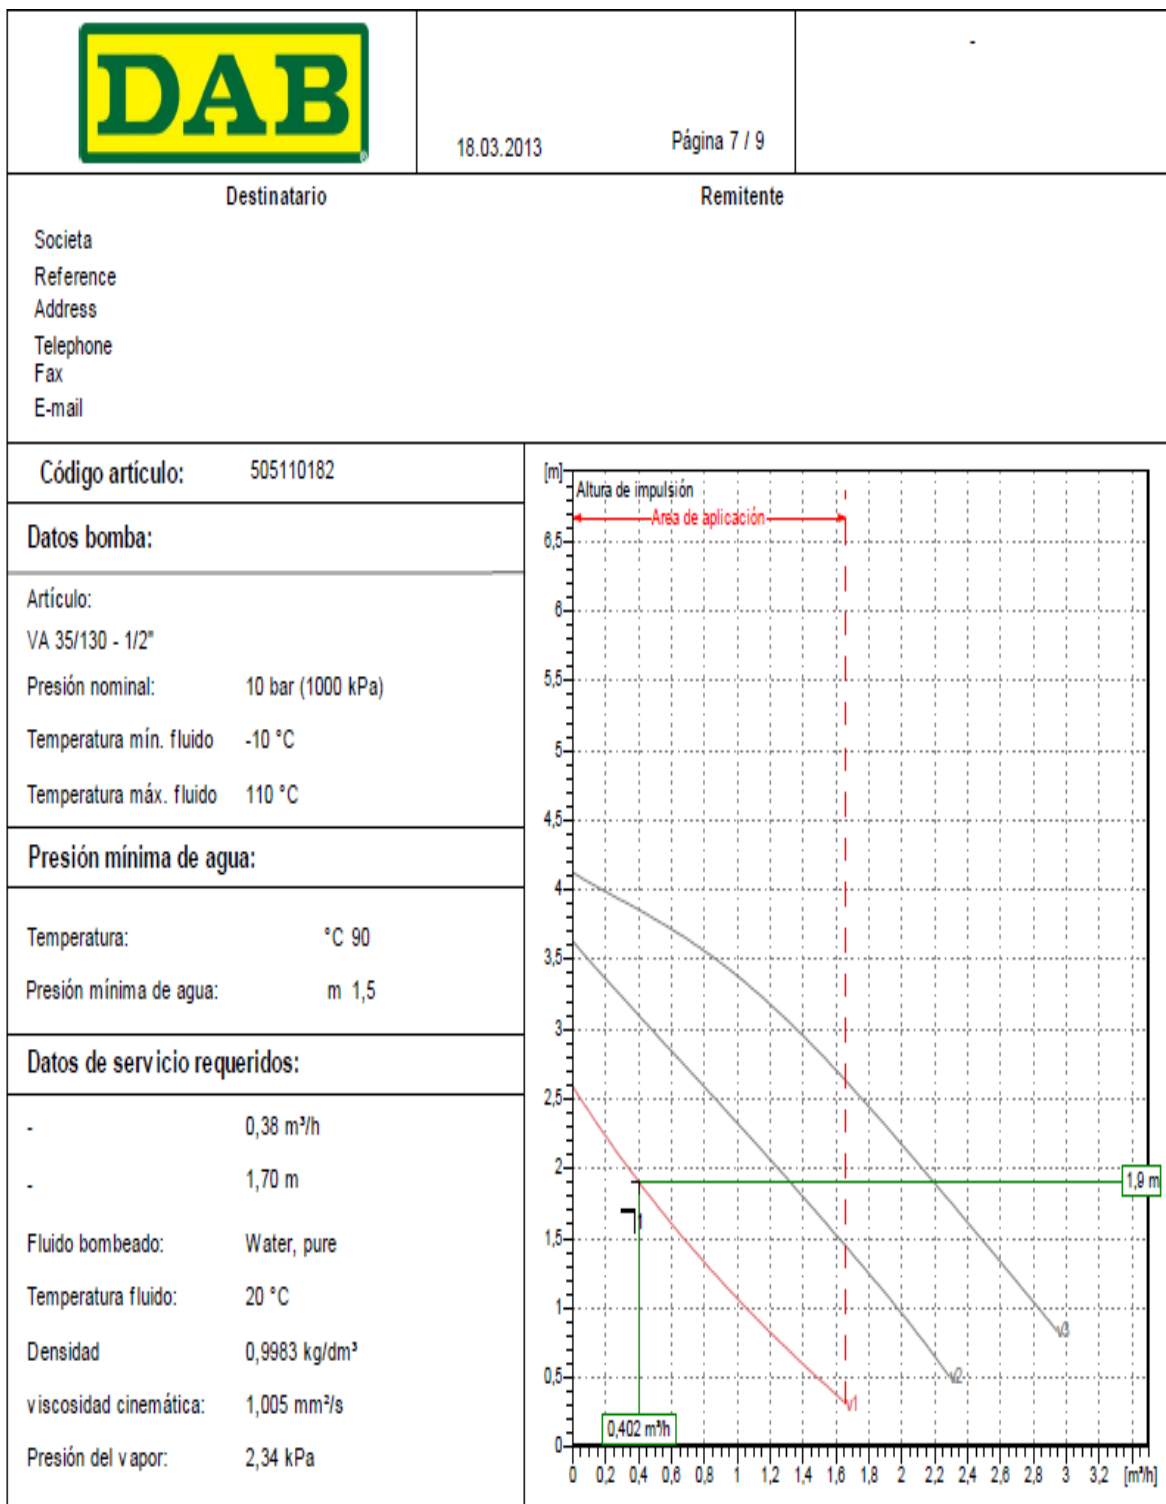 DAB
®
18.03.2013
Página 7 / 9
-
Destinatario
Remitente
Societa
Reference
Address
Telephone
Fax
E-mail
Código artículo: 505110182
Datos bomba:
Artículo:
VA 35/130 - 1/2"
Presión nominal: 10 bar (1000 kPa)
Temperatura mín. fluido -10 °C
Temperatura máx. fluido 110 °C
Presión mínima de agua:
Temperatura: °C 90
Presión mínima de agua: m 1,5
Datos de servicio requeridos:
- 0,38 m³/h
- 1,70 m
Fluido bombeado: Water, pure
Temperatura fluido: 20 °C
Densidad 0,9983 kg/dm³
viscosidad cinemática: 1,005 mm²/s
Presión del vapor: 2,34 kPa
[m]
Altura de impulsión
Area de aplicación
6,5
6
5,5
5
4,5
4
3,5
3
2,5
2
1,5
1
0,5
0
1,9 m
1
v3
v2
v1
0,402 m³/h
0 0,2 0,4 0,6 0,8 1 1,2 1,4 1,6 1,8 2 2,2 2,4 2,6 2,8 3 3,2 [m³/h]